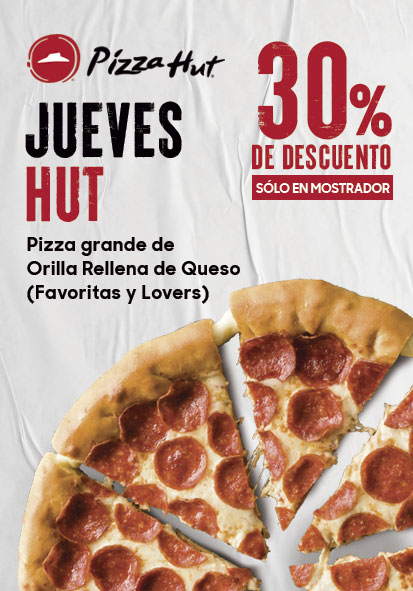 Pizza Hut
JUEVES
HUT
30%
DE DESCUENTO
SÓLO EN MOSTRADOR
Pizza grande de
Orilla Rellena de Queso
(Favoritas y Lovers)